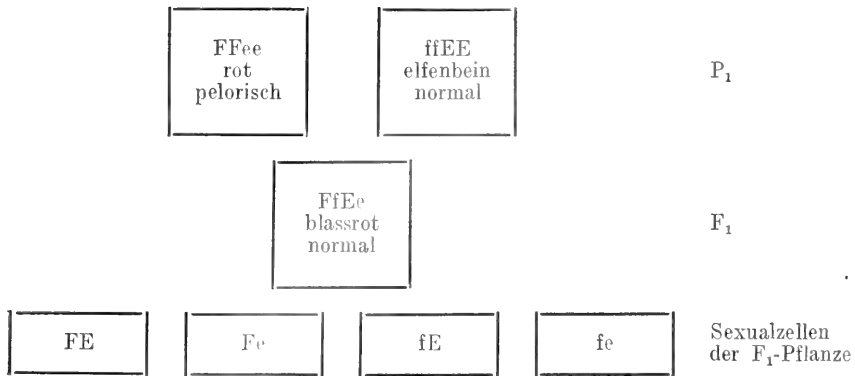 FFee
rot
pelorisch
ffEE
elfenbein
normal
P₁
FfEe
blassrot
normal
F₁
FE
Fe
fE
fe
Sexualzellen
der F₁-Pflanze